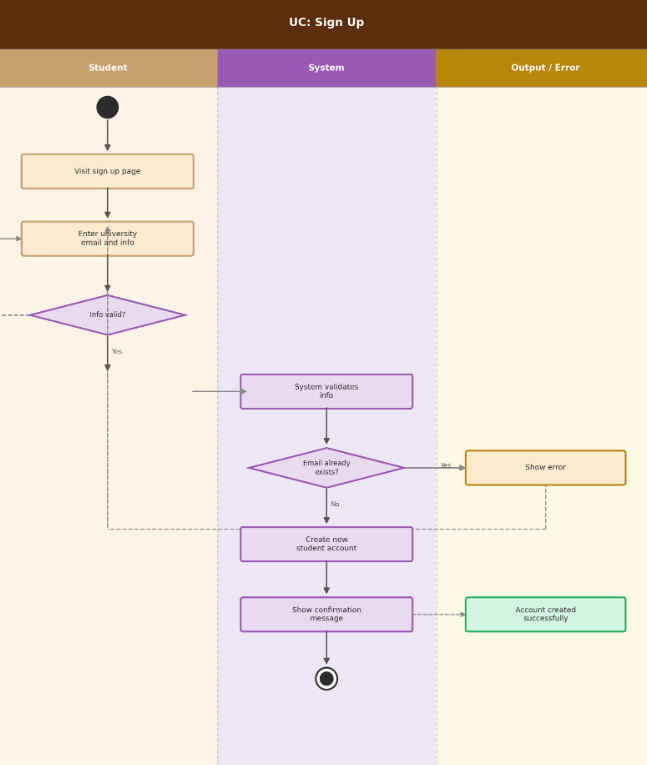 UC: Sign Up
Student
System
Output / Error
Visit sign up page
Enter university
email and info
Info valid?
Yes
System validates
info
Email already
exists?
Yes
Show error
No
Create new
student account
Show confirmation
message
Account created
successfully